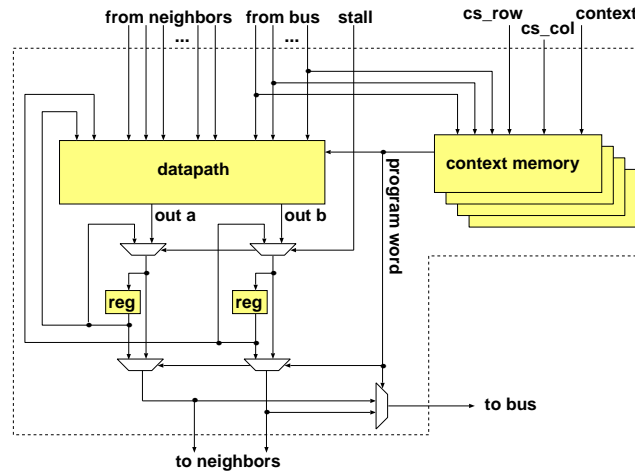 from neighbors from bus stall cs_row context
... ... cs_col
datapath
context memory
out a out b
program word
reg reg
to bus
to neighbors